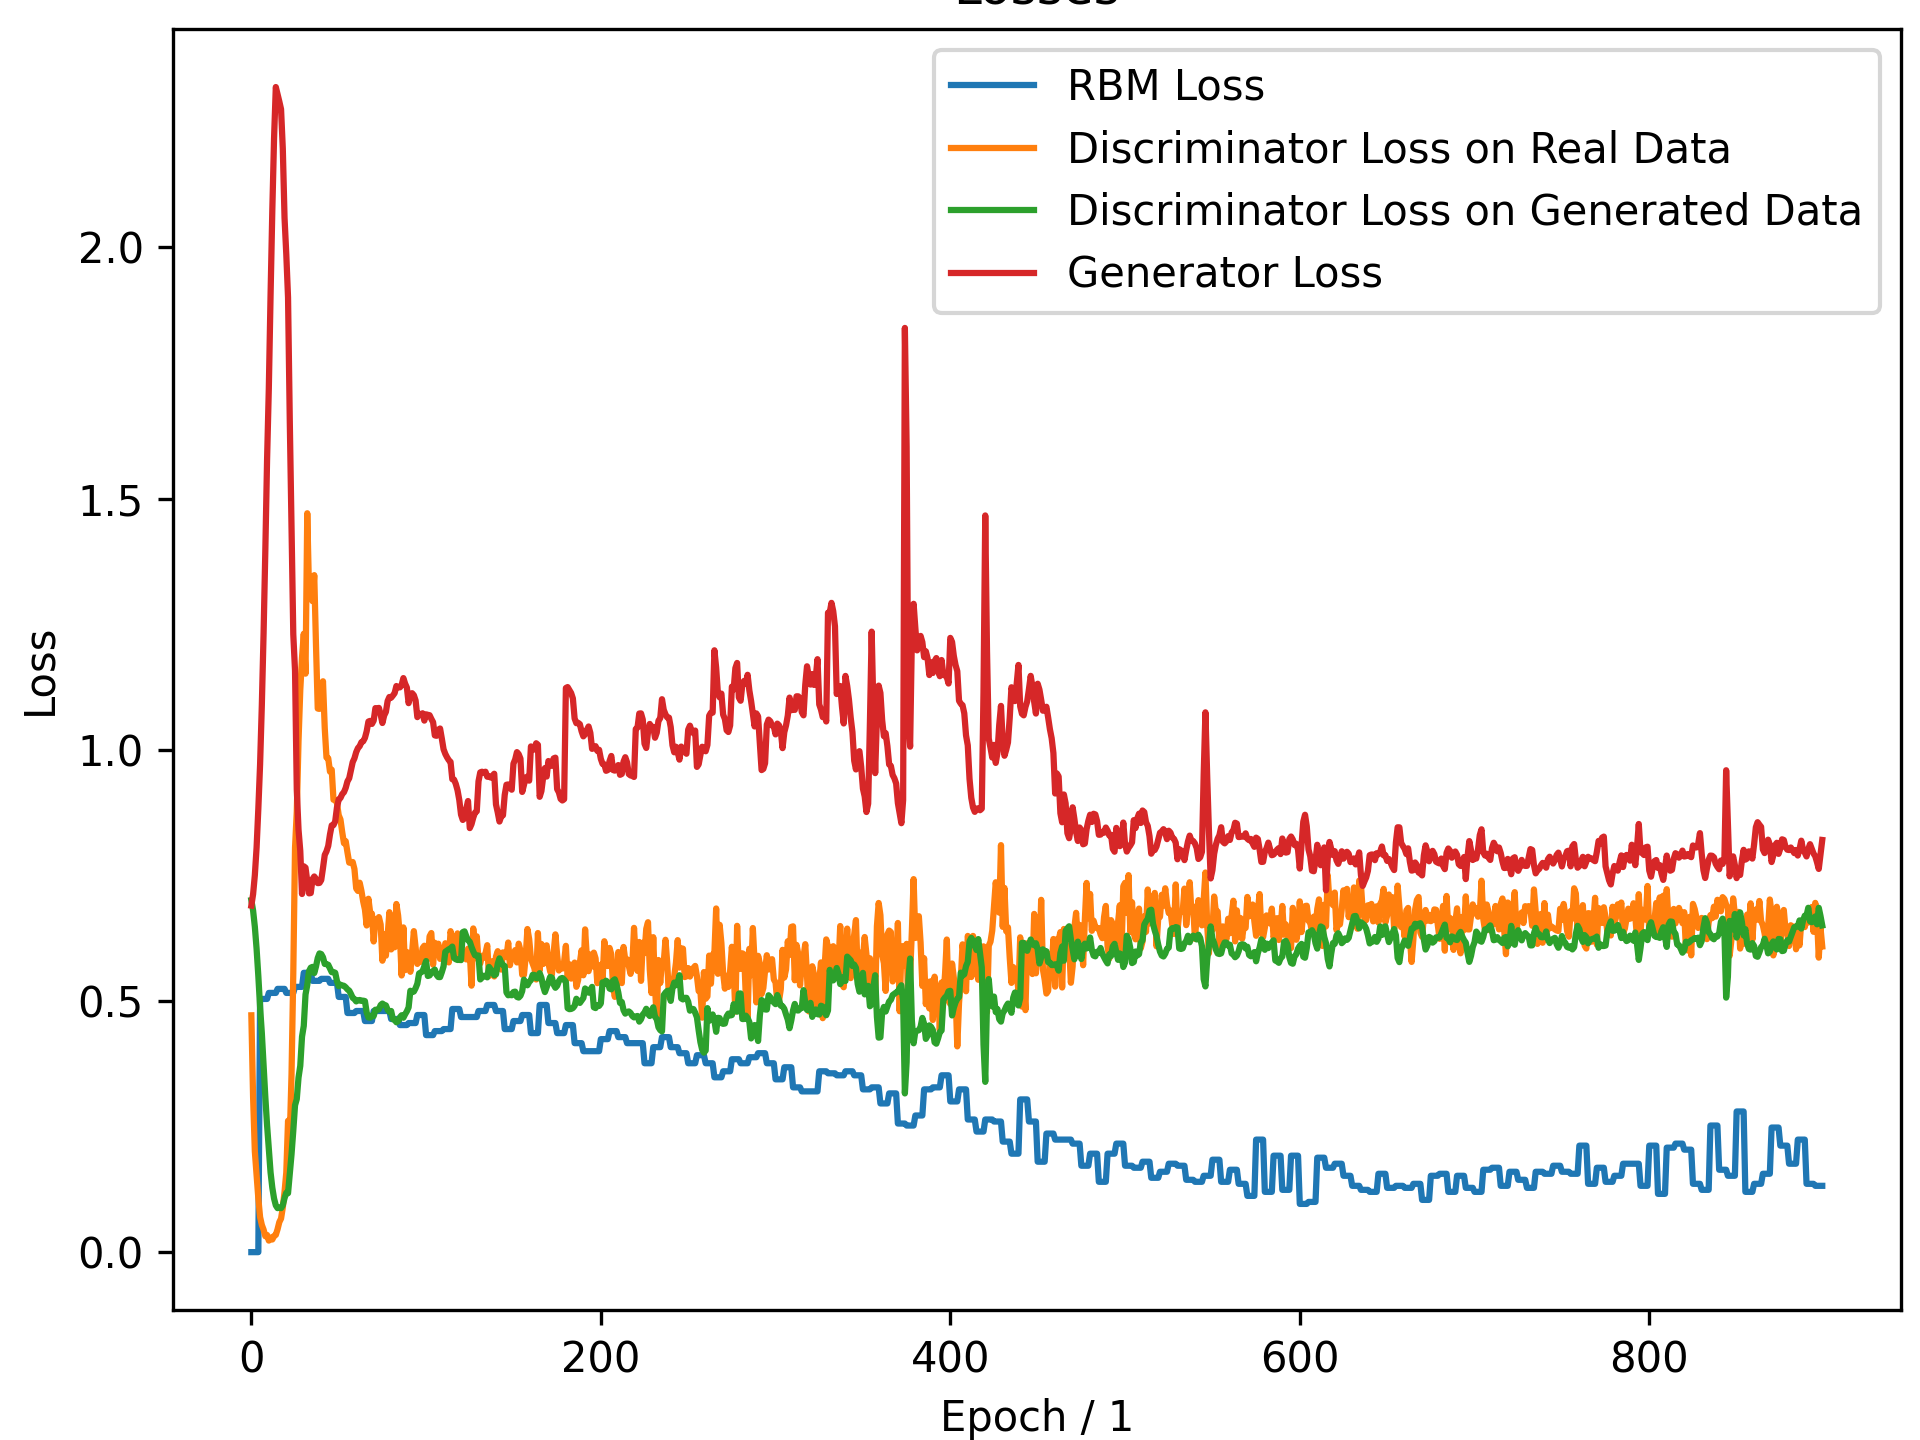 Losses
RBM Loss
Discriminator Loss on Real Data
Discriminator Loss on Generated Data
Generator Loss
Loss
2.0
1.5
1.0
0.5
0.0
0 200 400 600 800
Epoch / 1